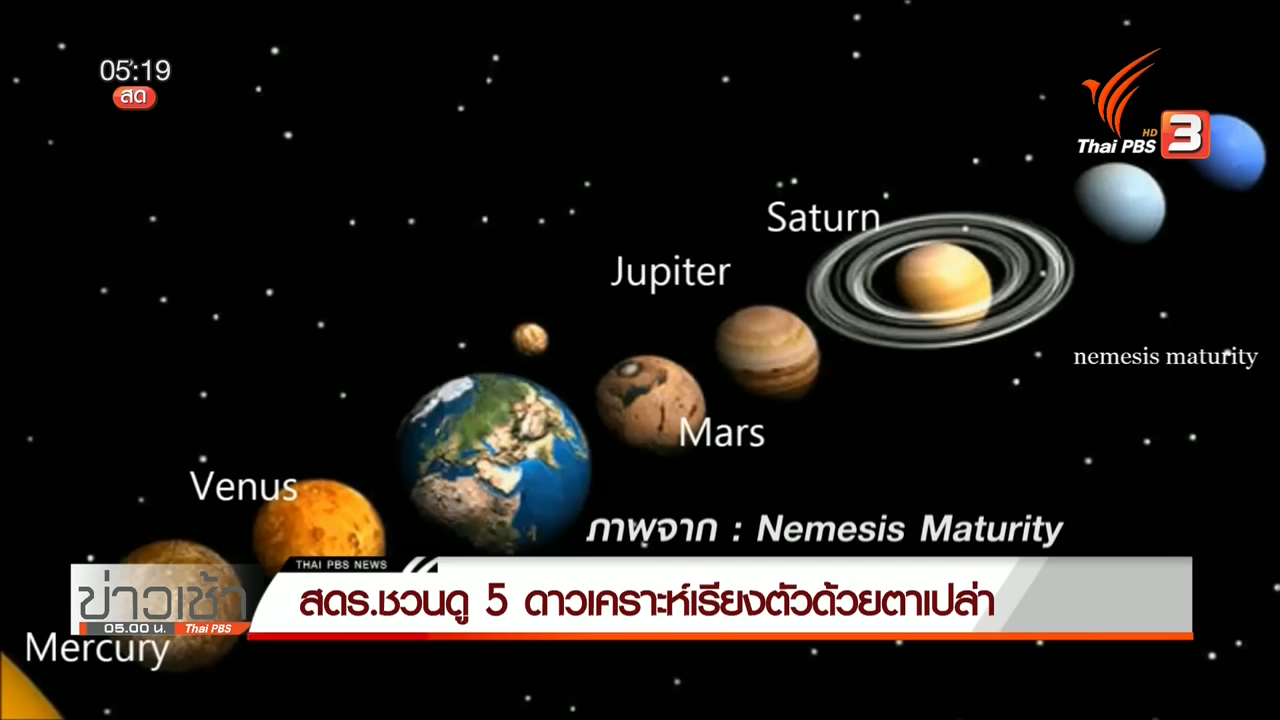 05:19
สด
HD
Thai PBS 3
Saturn
Jupiter
nemesis maturity
Mars
Venus
ภาพจาก : Nemesis Maturity
THAI PBS NEWS
ข่าวเช้า
05.00 น. Thai PBS
สดร.ชวนดู 5 ดาวเคราะห์เรียงตัวด้วยตาเปล่า
Mercury